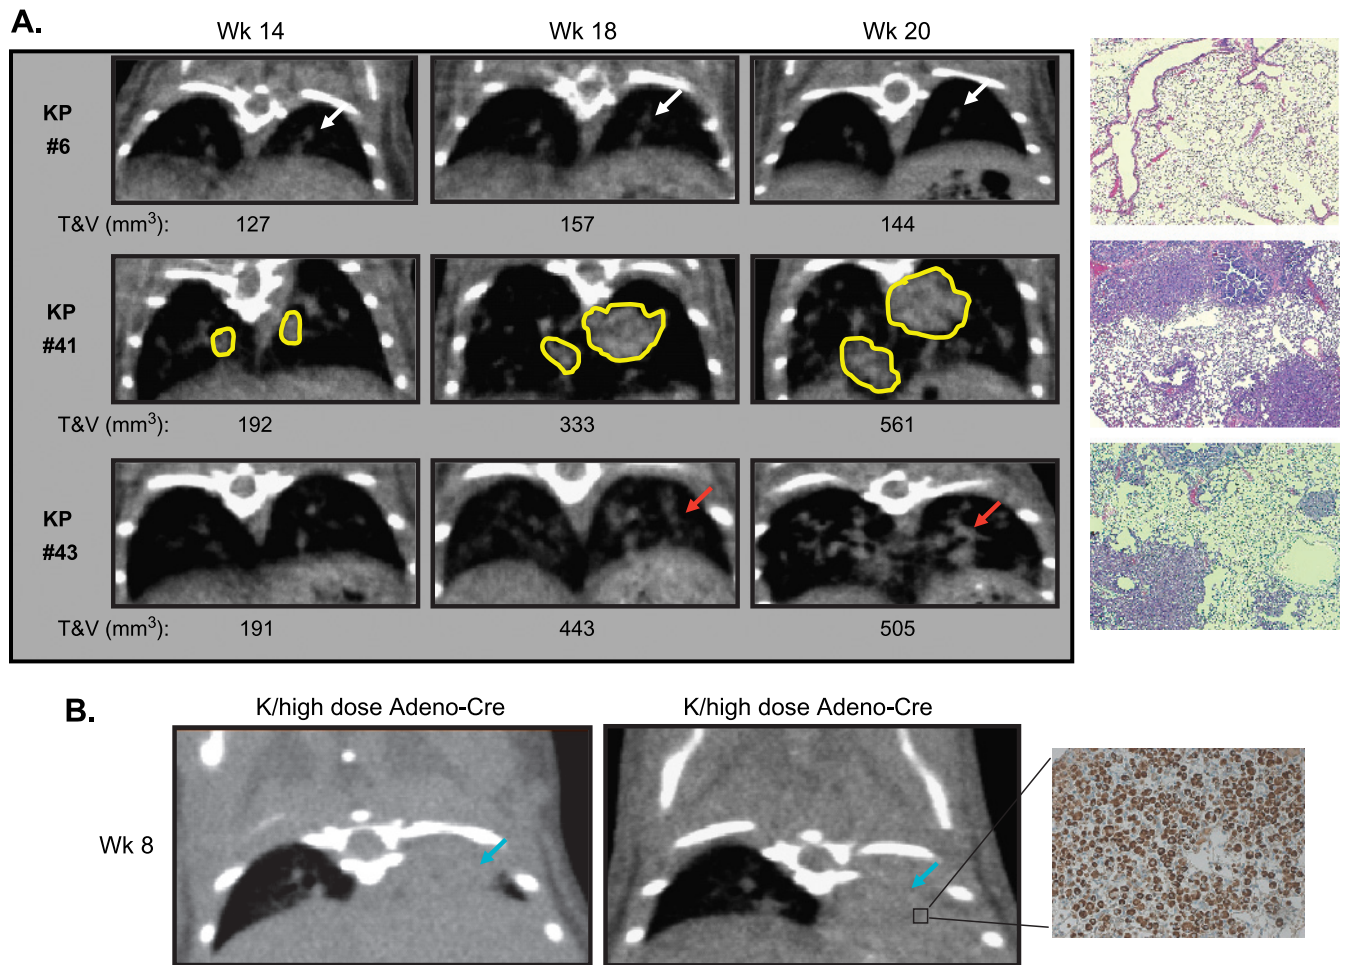 A.
Wk 14 Wk 18 Wk 20
KP
#6
T&V (mm³): 127 157 144
KP
#41
T&V (mm³): 192 333 561
KP
#43
T&V (mm³): 191 443 505
B.
K/high dose Adeno-Cre K/high dose Adeno-Cre
Wk 8